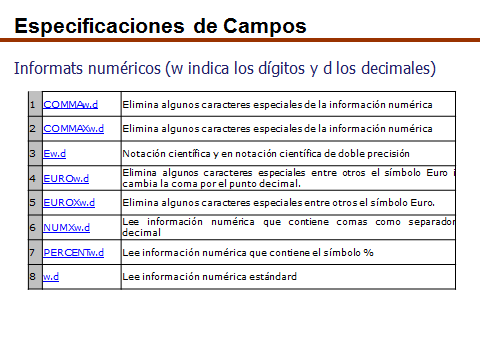 Especificaciones de Campos
Informats numéricos (w indica los dígitos y d los decimales)
1 COMMAw.d Elimina algunos caracteres especiales de la información numérica
2 COMMAXw.d Elimina algunos caracteres especiales de la información numérica
3 Ew.d Notación científica y en notación científica de doble precisión
4 EUROw.d Elimina algunos caracteres especiales entre otros el símbolo Euro
cambia la coma por el punto decimal.
5 EUROXw.d Elimina algunos caracteres especiales entre otros el símbolo Euro.
6 NUMXw.d Lee información numérica que contiene comas como separador
decimal
7 PERCENTw.d Lee información numérica que contiene el símbolo %
8 w.d Lee información numérica estándard